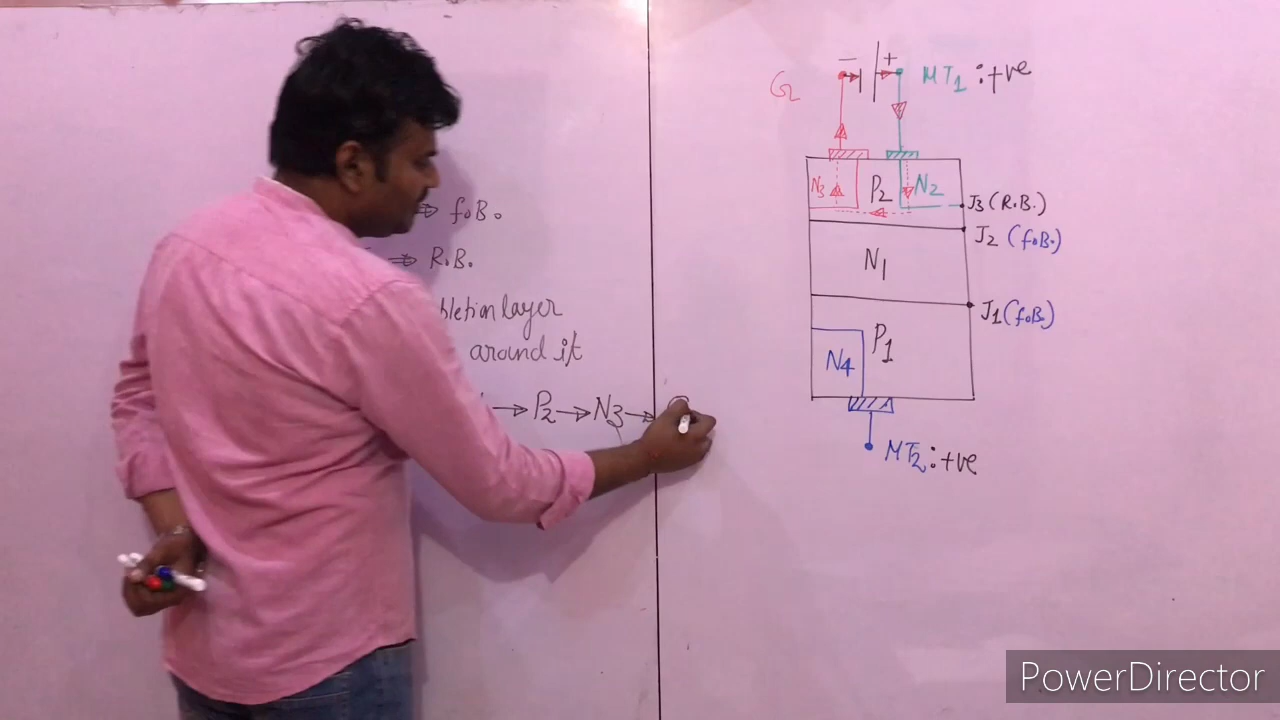 ⇒ f.B.
⇒ R.B.
pletion layer
around it
→ P2 → N3 →
− +
G MT1 :+ve
N3 P2 N2
J3 (R.B.)
J2 (f.B.)
N1
J1 (f.B.)
P1
N4
MT2 :+ve
PowerDirector